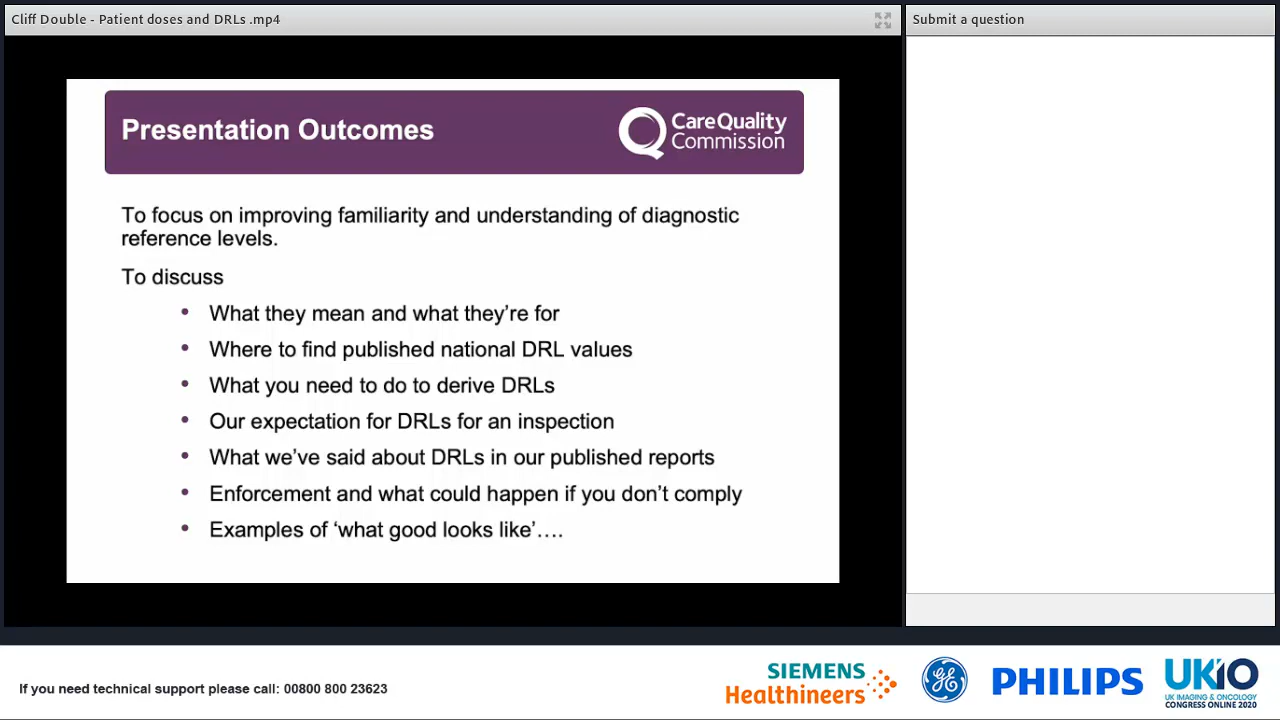 Cliff Double - Patient doses and DRLs .mp4
Submit a question
Presentation Outcomes
CareQuality
Commission
To focus on improving familiarity and understanding of diagnostic
reference levels.
To discuss
• What they mean and what they're for
• Where to find published national DRL values
• What you need to do to derive DRLs
• Our expectation for DRLs for an inspection
• What we've said about DRLs in our published reports
• Enforcement and what could happen if you don't comply
• Examples of 'what good looks like'….
If you need technical support please call: 00800 800 23623
SIEMENS
Healthineers
GE
PHILIPS
UKIO
UK IMAGING & ONCOLOGY
CONGRESS ONLINE 2020